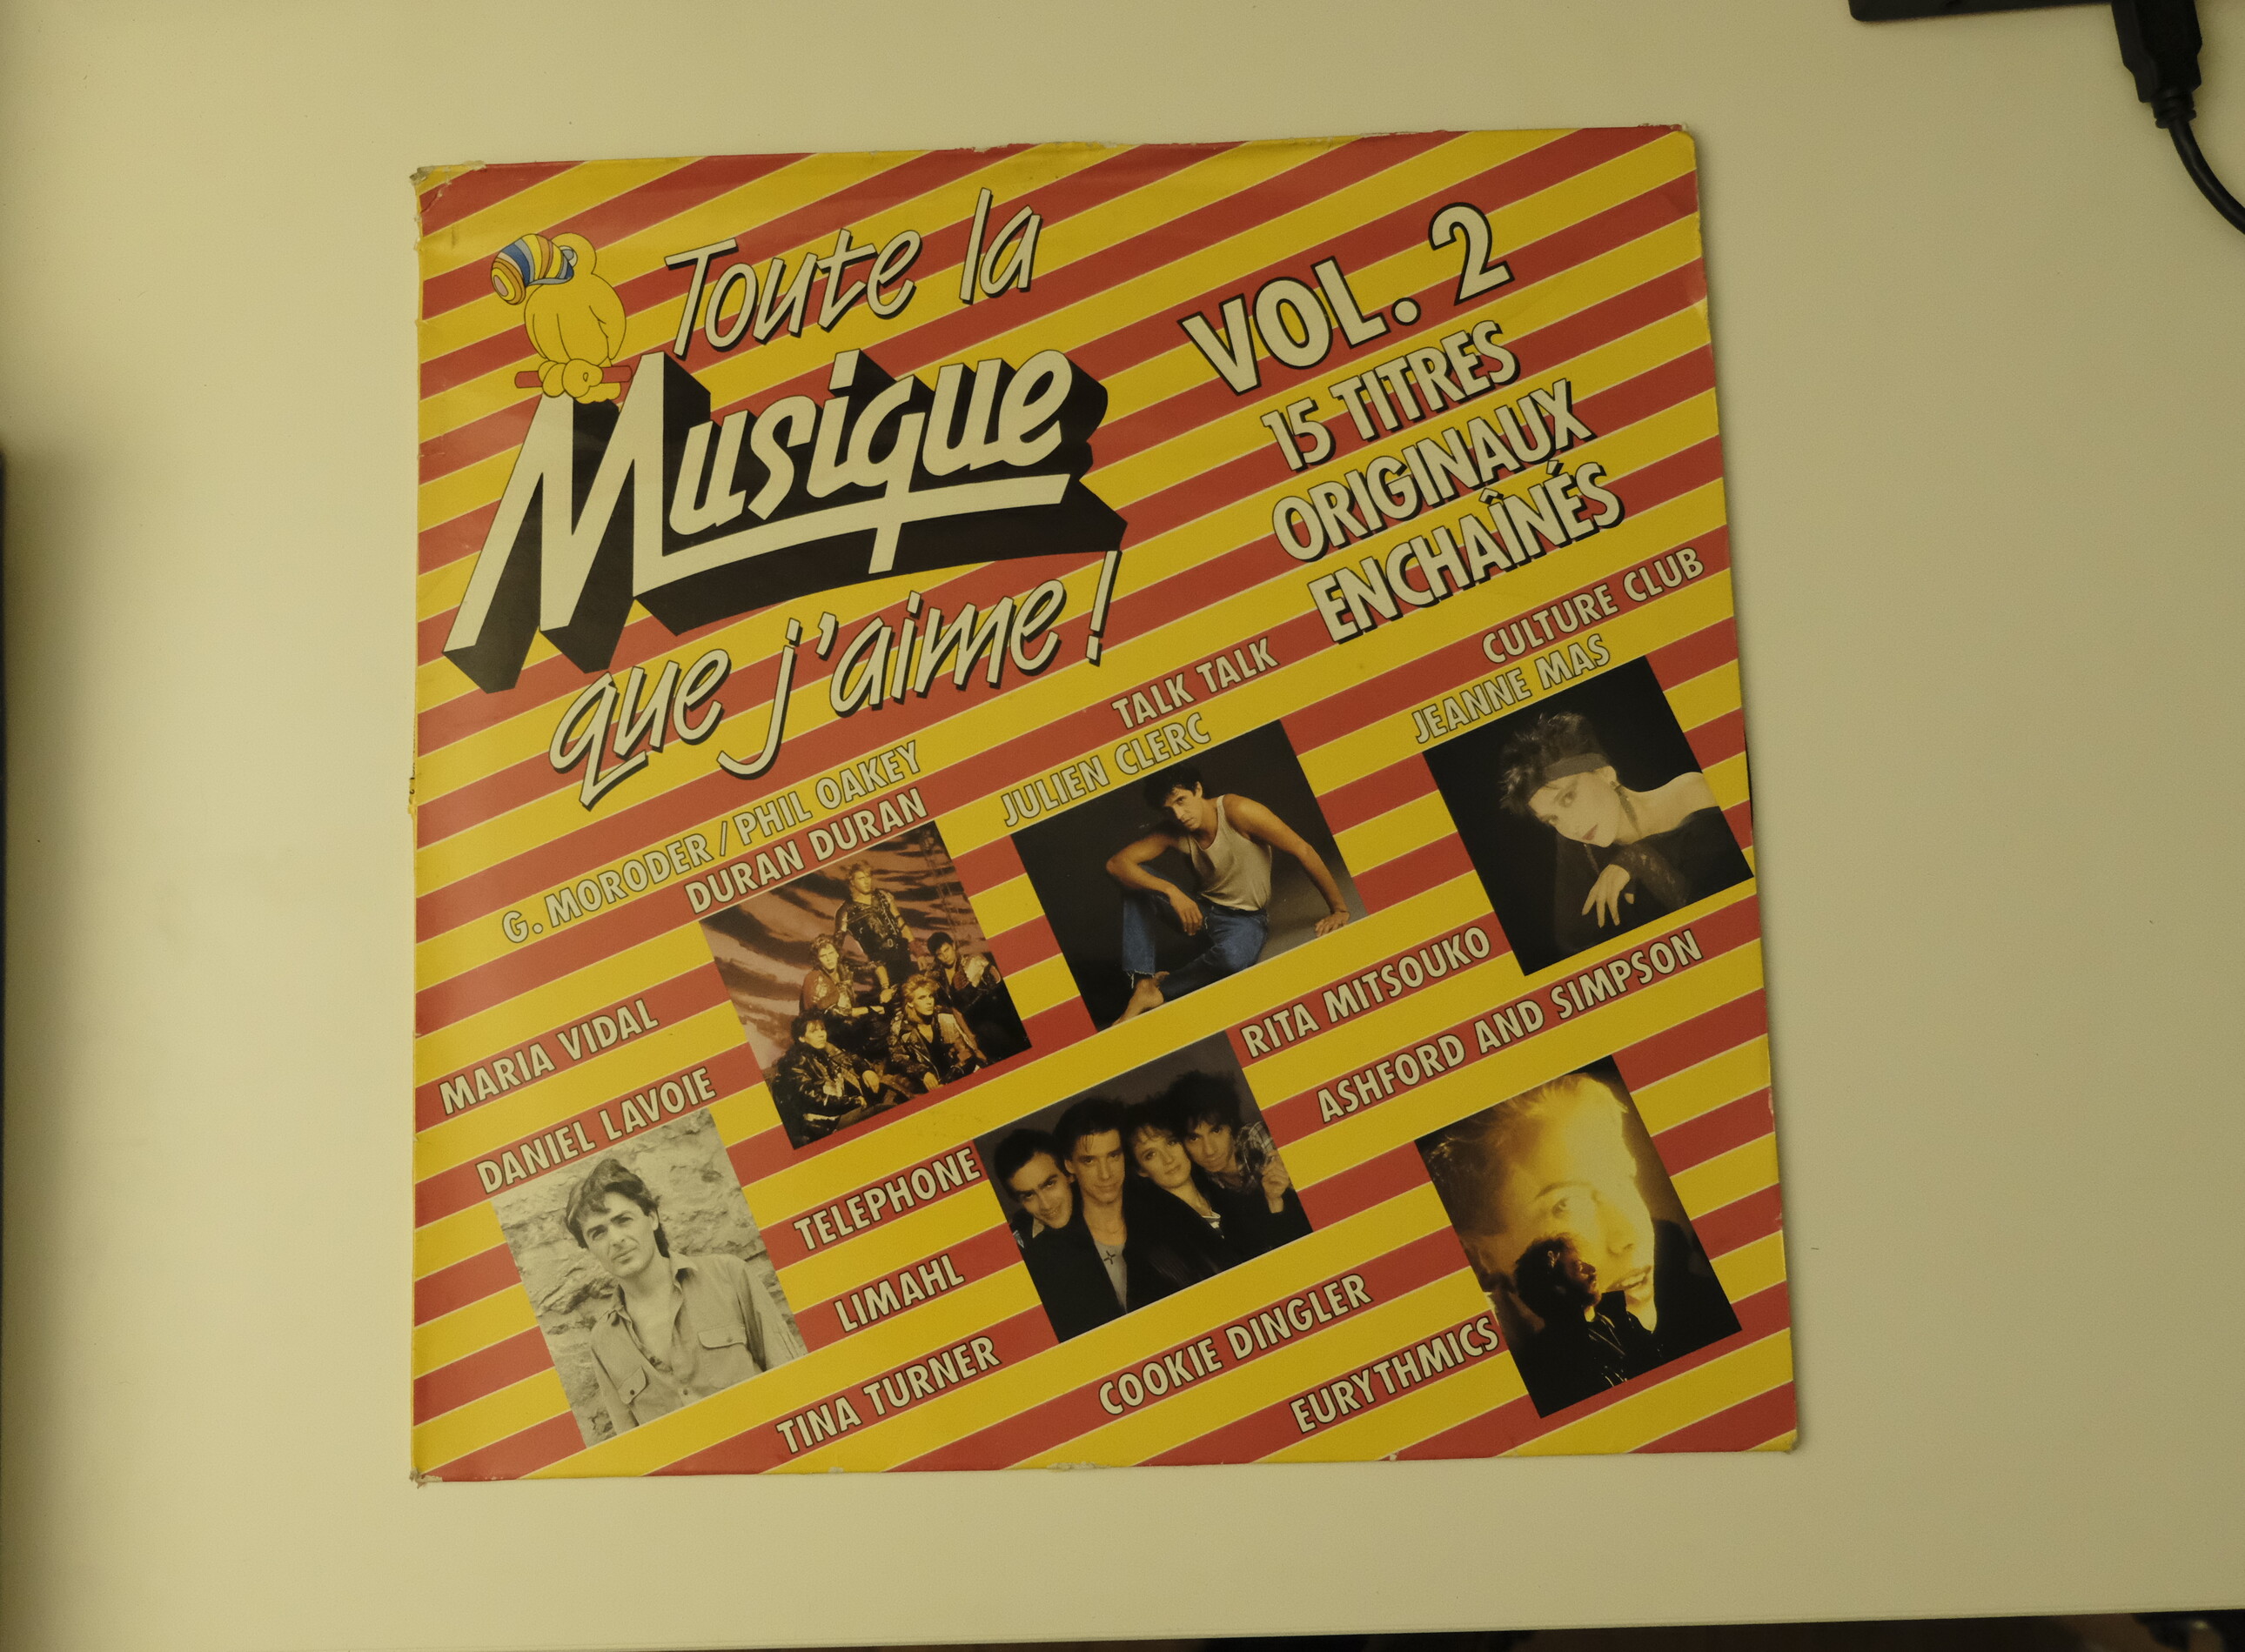 Toute la
Musique
que j'aime !
VOL. 2
15 TITRES
ORIGINAUX
ENCHAÎNÉS
G. MORODER / PHIL OAKEY
DURAN DURAN
TALK TALK
JULIEN CLERC
CULTURE CLUB
JEANNE MAS
MARIA VIDAL
DANIEL LAVOIE
TELEPHONE
LIMAHL
TINA TURNER
RITA MITSOUKO
ASHFORD AND SIMPSON
COOKIE DINGLER
EURYTHMICS